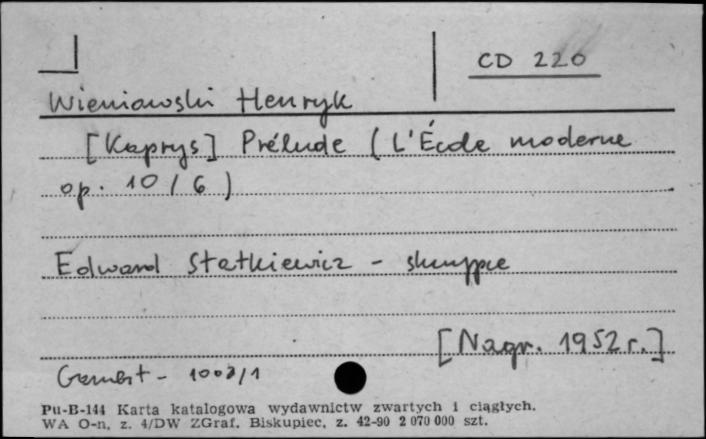 CD 220
Wieniawski Henryk
[Kaprys] Prélude (L'École moderne
op. 10 / 6 )
Edward Statkiewicz - skrzypce
[Nagr. 1952 r.]
Pu-B-144 Karta katalogowa wydawnictw zwartych i ciągłych.
WA O-n, z. 4/DW ZGraf. Biskupiec, z. 42-90 2 070 000 szt.